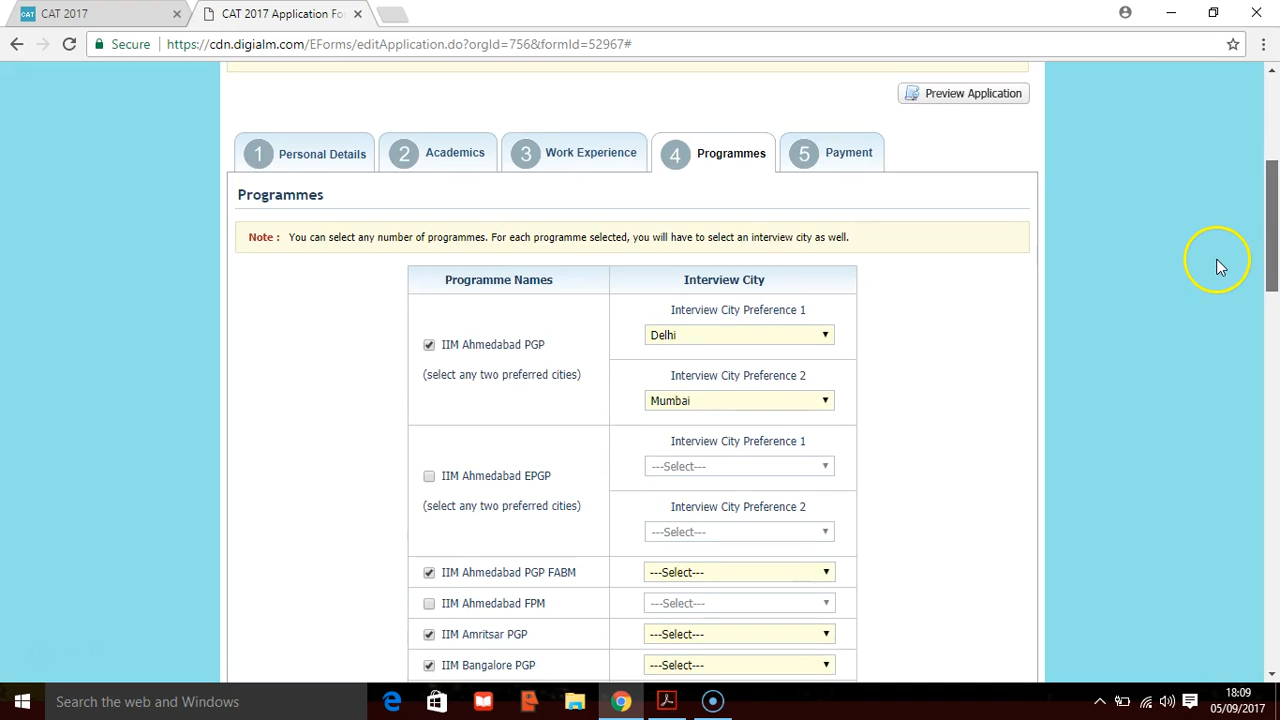 CAT CAT 2017
CAT 2017 Application Fo
Secure https://cdn.digialm.com/EForms/editApplication.do?orgId=756&formId=52967#
Preview Application
1 Personal Details
2 Academics
3 Work Experience
4 Programmes
5 Payment
Programmes
Note : You can select any number of programmes. For each programme selected, you will have to select an interview city as well.
Programme Names
Interview City
IIM Ahmedabad PGP
(select any two preferred cities)
Interview City Preference 1
Delhi
Interview City Preference 2
Mumbai
IIM Ahmedabad EPGP
(select any two preferred cities)
Interview City Preference 1
---Select---
Interview City Preference 2
---Select---
IIM Ahmedabad PGP FABM
---Select---
IIM Ahmedabad FPM
---Select---
IIM Amritsar PGP
---Select---
IIM Bangalore PGP
---Select---
Search the web and Windows
18:09
05/09/2017